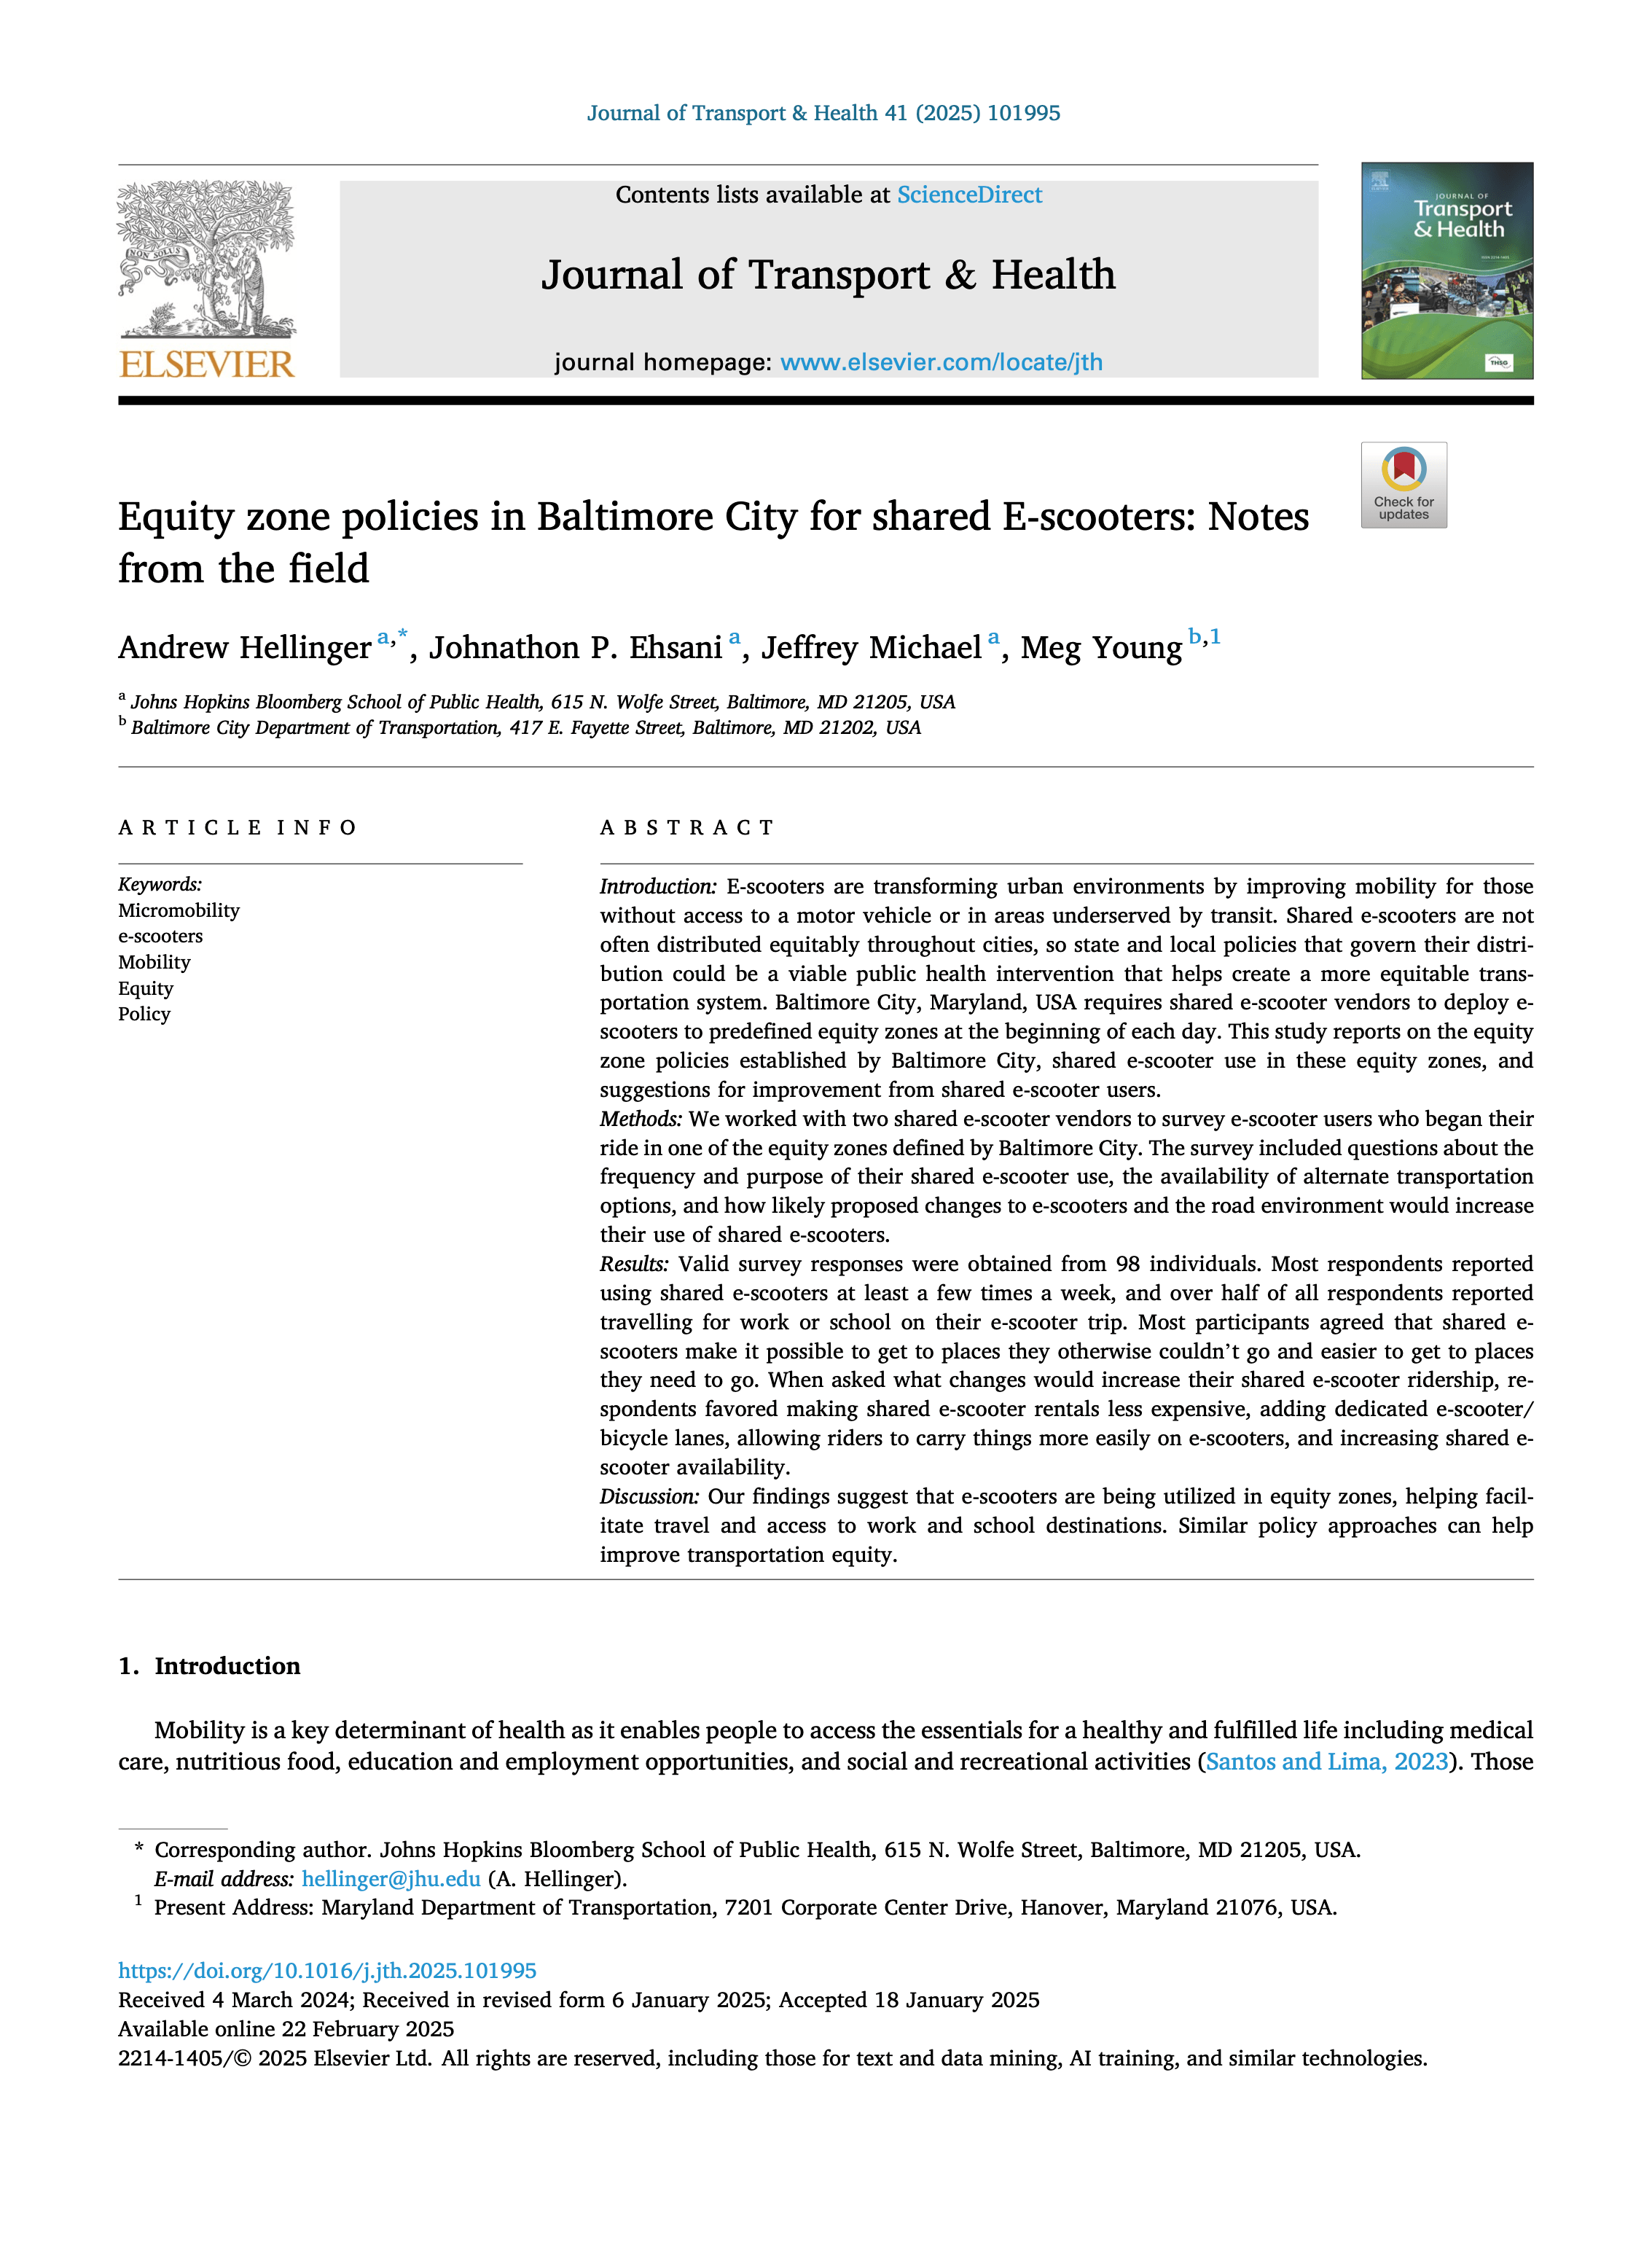 Journal of Transport & Health 41 (2025) 101995
NON SOLUS
ELSEVIER
Contents lists available at ScienceDirect
Journal of Transport & Health
journal homepage: www.elsevier.com/locate/jth
JOURNAL OF
Transport
& Health
Check for
updates
Equity zone policies in Baltimore City for shared E-scooters: Notes
from the field
Andrew Hellinger a,*, Johnathon P. Ehsani a, Jeffrey Michael a, Meg Young b,1
a Johns Hopkins Bloomberg School of Public Health, 615 N. Wolfe Street, Baltimore, MD 21205, USA
b Baltimore City Department of Transportation, 417 E. Fayette Street, Baltimore, MD 21202, USA
ARTICLE INFO
Keywords:
Micromobility
e-scooters
Mobility
Equity
Policy
ABSTRACT
Introduction: E-scooters are transforming urban environments by improving mobility for those
without access to a motor vehicle or in areas underserved by transit. Shared e-scooters are not
often distributed equitably throughout cities, so state and local policies that govern their distri-
bution could be a viable public health intervention that helps create a more equitable trans-
portation system. Baltimore City, Maryland, USA requires shared e-scooter vendors to deploy e-
scooters to predefined equity zones at the beginning of each day. This study reports on the equity
zone policies established by Baltimore City, shared e-scooter use in these equity zones, and
suggestions for improvement from shared e-scooter users.
Methods: We worked with two shared e-scooter vendors to survey e-scooter users who began their
ride in one of the equity zones defined by Baltimore City. The survey included questions about the
frequency and purpose of their shared e-scooter use, the availability of alternate transportation
options, and how likely proposed changes to e-scooters and the road environment would increase
their use of shared e-scooters.
Results: Valid survey responses were obtained from 98 individuals. Most respondents reported
using shared e-scooters at least a few times a week, and over half of all respondents reported
travelling for work or school on their e-scooter trip. Most participants agreed that shared e-
scooters make it possible to get to places they otherwise couldn't go and easier to get to places
they need to go. When asked what changes would increase their shared e-scooter ridership, re-
spondents favored making shared e-scooter rentals less expensive, adding dedicated e-scooter/
bicycle lanes, allowing riders to carry things more easily on e-scooters, and increasing shared e-
scooter availability.
Discussion: Our findings suggest that e-scooters are being utilized in equity zones, helping facil-
itate travel and access to work and school destinations. Similar policy approaches can help
improve transportation equity.
1. Introduction
Mobility is a key determinant of health as it enables people to access the essentials for a healthy and fulfilled life including medical
care, nutritious food, education and employment opportunities, and social and recreational activities (Santos and Lima, 2023). Those
* Corresponding author. Johns Hopkins Bloomberg School of Public Health, 615 N. Wolfe Street, Baltimore, MD 21205, USA.
E-mail address: hellinger@jhu.edu (A. Hellinger).
1 Present Address: Maryland Department of Transportation, 7201 Corporate Center Drive, Hanover, Maryland 21076, USA.
https://doi.org/10.1016/j.jth.2025.101995
Received 4 March 2024; Received in revised form 6 January 2025; Accepted 18 January 2025
Available online 22 February 2025
2214-1405/© 2025 Elsevier Ltd. All rights are reserved, including those for text and data mining, AI training, and similar technologies.